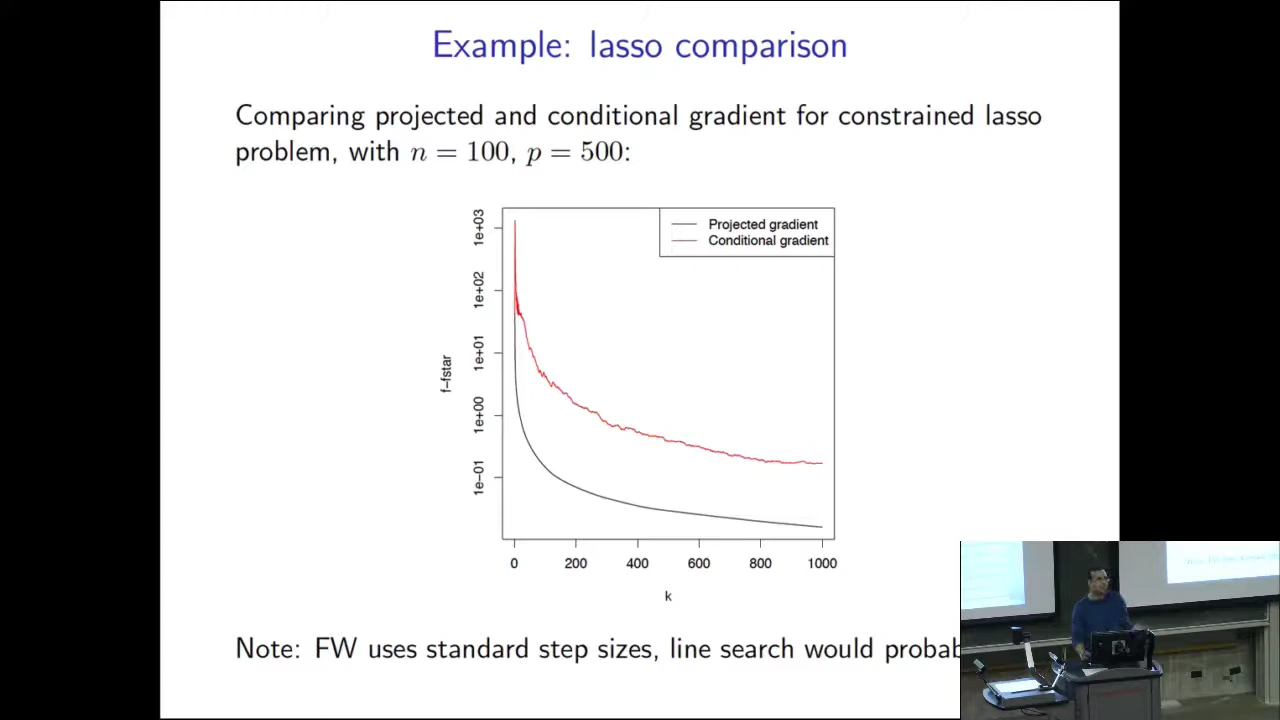 Example: lasso comparison
Comparing projected and conditional gradient for constrained lasso
problem, with n = 100, p = 500:
Projected gradient
Conditional gradient
1e+03
1e+02
1e+01
1e+00
1e−01
f−fstar
0 200 400 600 800 1000
k
Note: FW uses standard step sizes, line search would